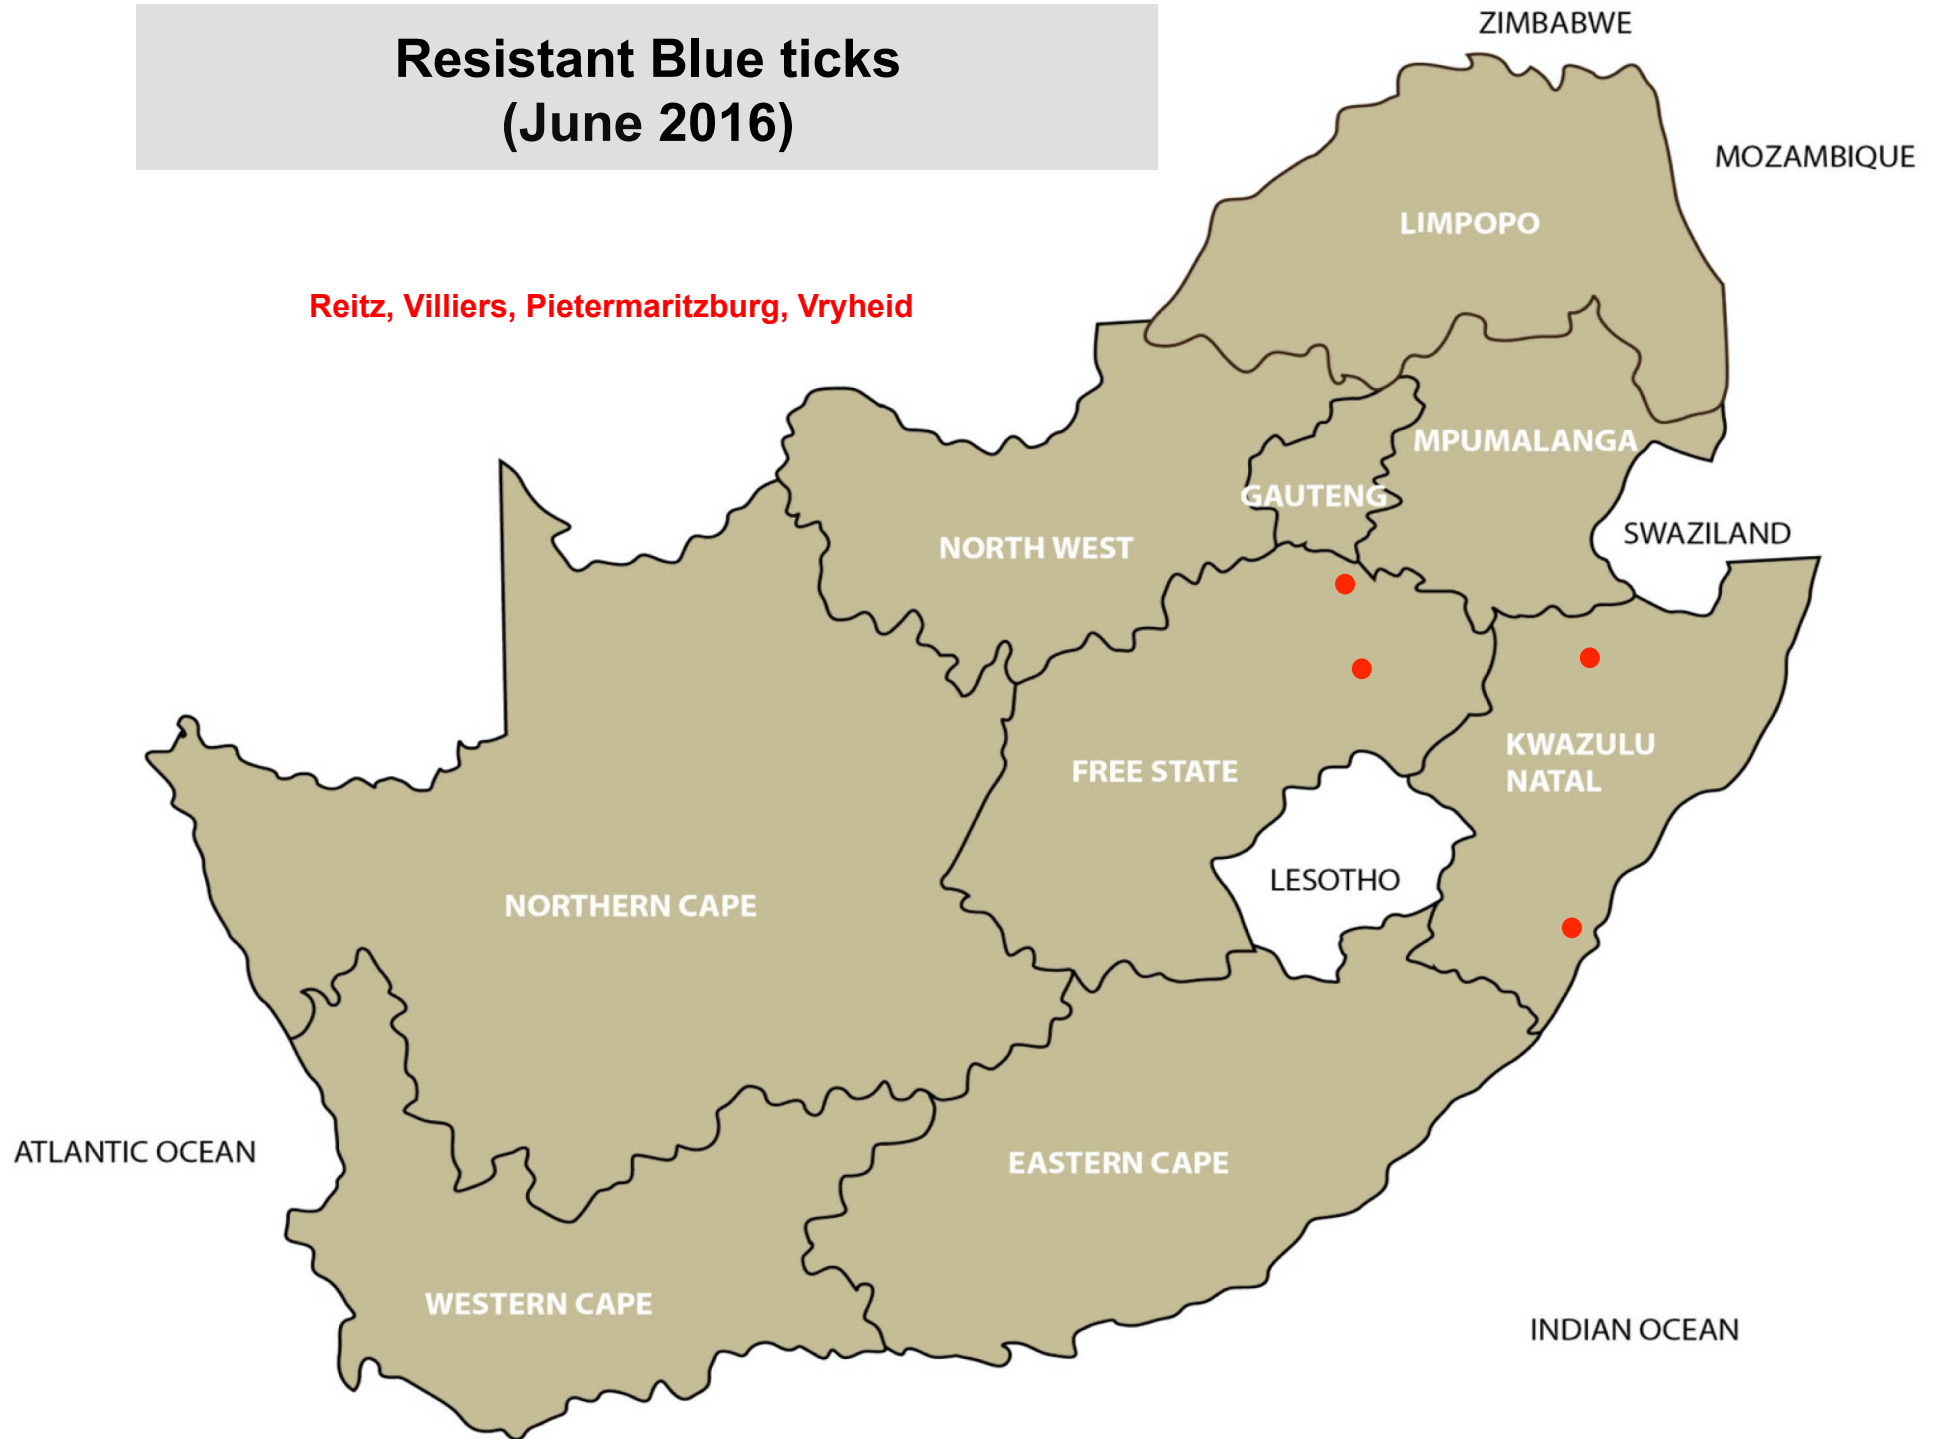 Resistant Blue ticks
(June 2016)
ZIMBABWE
MOZAMBIQUE
LIMPOPO
Reitz, Villiers, Pietermaritzburg, Vryheid
MPUMALANGA
GAUTENG
SWAZILAND
NORTH WEST
KWAZULU
NATAL
FREE STATE
LESOTHO
NORTHERN CAPE
ATLANTIC OCEAN
EASTERN CAPE
WESTERN CAPE
INDIAN OCEAN